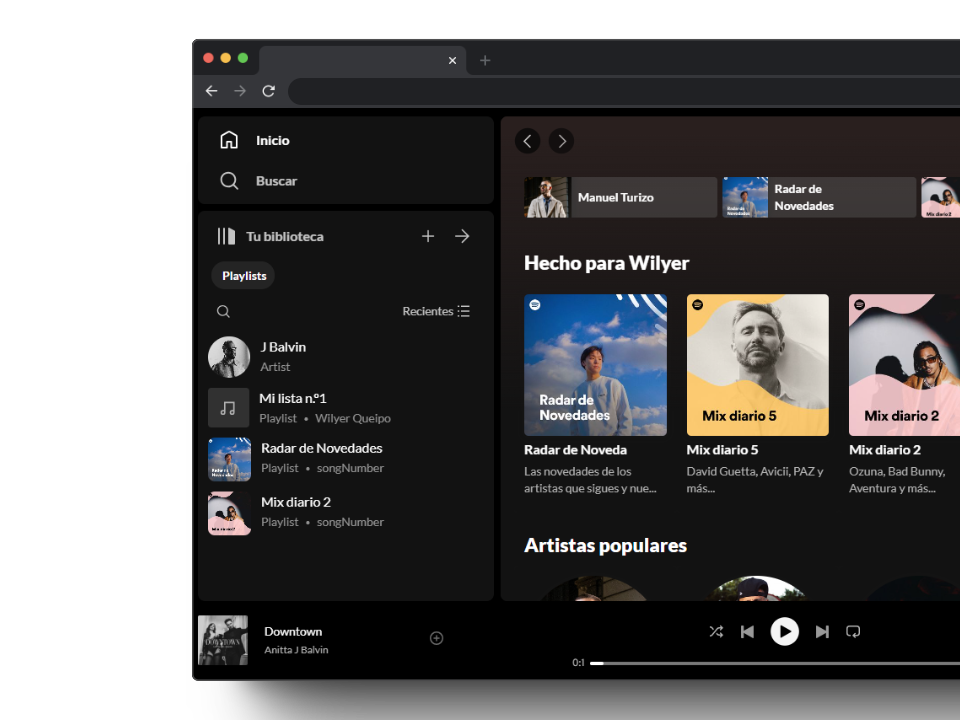 Inicio
Buscar
Tu biblioteca
Playlists
Recientes
J Balvin
Artist
Mi lista n.º1
Playlist • Wilyer Queipo
Radar de Novedades
Playlist • songNumber
Mix diario 2
Playlist • songNumber
Manuel Turizo
Radar de
Novedades
Mix diario2
Hecho para Wilyer
Radar de
Novedades
Mix diario 5
Mix diario 2
Radar de Noveda
Las novedades de los
artistas que sigues y nue...
Mix diario 5
David Guetta, Avicii, PAZ y
más...
Mix diario 2
Ozuna, Bad Bunny,
Aventura y más...
Artistas populares
DOWNTOWN
Downtown
Anitta J Balvin
0:1